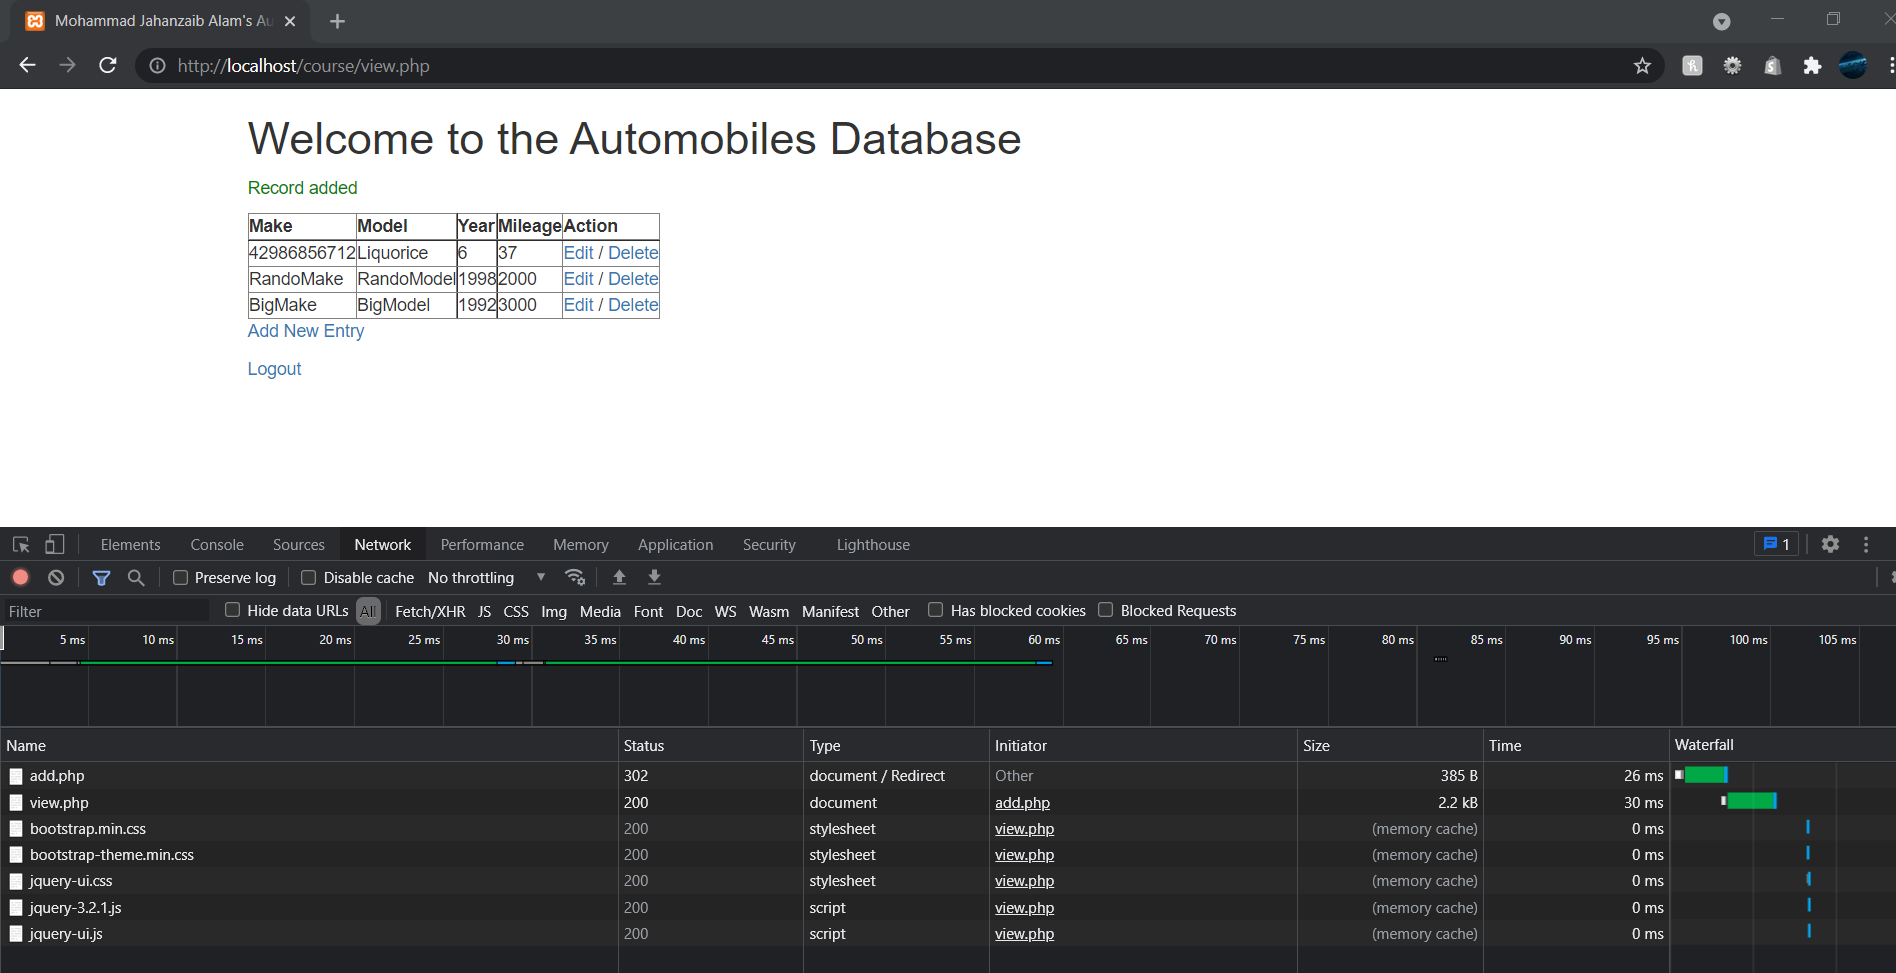 Mohammad Jahanzaib Alam's Au
http://localhost/course/view.php
Welcome to the Automobiles Database
Record added
Make Model Year Mileage Action
42986856712 Liquorice 6 37 Edit / Delete
RandoMake RandoModel 1998 2000 Edit / Delete
BigMake BigModel 1992 3000 Edit / Delete
Add New Entry
Logout
Elements Console Sources Network Performance Memory Application Security Lighthouse 1
Preserve log Disable cache No throttling
Filter Hide data URLs All Fetch/XHR JS CSS Img Media Font Doc WS Wasm Manifest Other Has blocked cookies Blocked Requests
5 ms 10 ms 15 ms 20 ms 25 ms 30 ms 35 ms 40 ms 45 ms 50 ms 55 ms 60 ms 65 ms 70 ms 75 ms 80 ms 85 ms 90 ms 95 ms 100 ms 105 ms
Name Status Type Initiator Size Time Waterfall
add.php 302 document / Redirect Other 385 B 26 ms
view.php 200 document add.php 2.2 kB 30 ms
bootstrap.min.css 200 stylesheet view.php (memory cache) 0 ms
bootstrap-theme.min.css 200 stylesheet view.php (memory cache) 0 ms
jquery-ui.css 200 stylesheet view.php (memory cache) 0 ms
jquery-3.2.1.js 200 script view.php (memory cache) 0 ms
jquery-ui.js 200 script view.php (memory cache) 0 ms